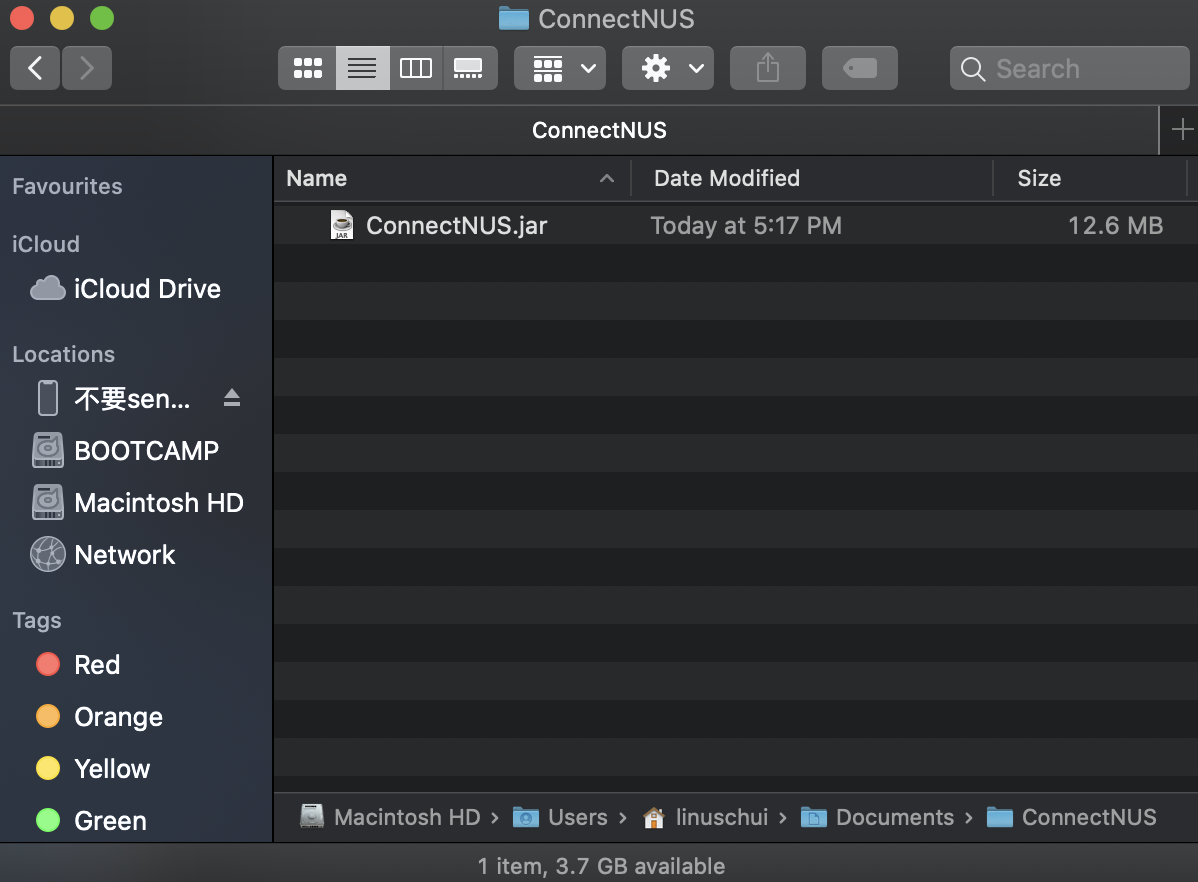 ConnectNUS
Search
ConnectNUS
Favourites
iCloud
iCloud Drive
Locations
不要sen...
BOOTCAMP
Macintosh HD
Network
Tags
Red
Orange
Yellow
Green
Name Date Modified Size
JAR ConnectNUS.jar Today at 5:17 PM 12.6 MB
Macintosh HD › Users › linuschui › Documents › ConnectNUS
1 item, 3.7 GB available